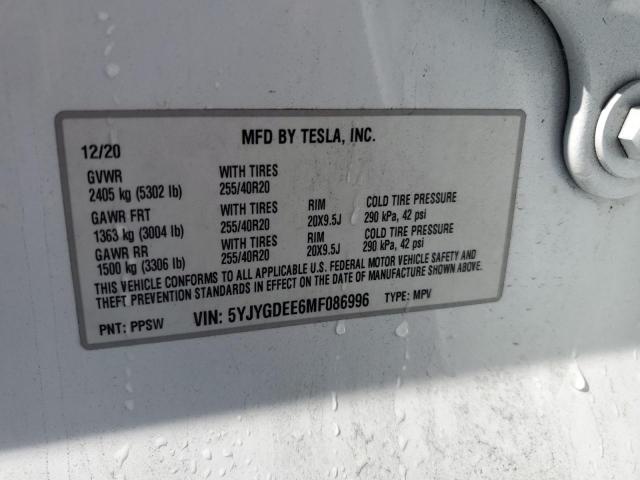 MFD BY TESLA, INC.
12/20
GVWR WITH TIRES
2405 kg (5302 lb) 255/40R20
GAWR FRT WITH TIRES RIM COLD TIRE PRESSURE
1363 kg (3004 lb) 255/40R20 20X9.5J 290 kPa, 42 psi
GAWR RR WITH TIRES RIM COLD TIRE PRESSURE
1500 kg (3306 lb) 255/40R20 20X9.5J 290 kPa, 42 psi
THIS VEHICLE CONFORMS TO ALL APPLICABLE U.S. FEDERAL MOTOR VEHICLE SAFETY AND
THEFT PREVENTION STANDARDS IN EFFECT ON THE DATE OF MANUFACTURE SHOWN ABOVE.
PNT: PPSW VIN: 5YJYGDEE6MF086996 TYPE: MPV